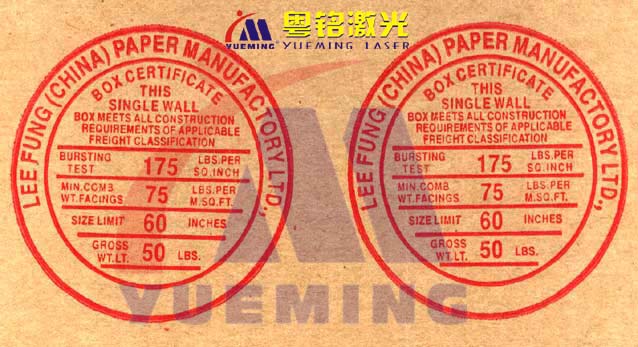 粤铭激光
YUEMING® YUEMING LASER
LEE FUNG (CHINA) PAPER MANUFACTORY LTD.,
BOX CERTIFICATE
THIS
SINGLE WALL
BOX MEETS ALL CONSTRUCTION
REQUIREMENTS OF APPLICABLE
FREIGHT CLASSIFICATION
BURSTING TEST 175 LBS.PER SQ.INCH
MIN.COMB WT.FACINGS 75 LBS.PER M.SQ.FT.
SIZE LIMIT 60 INCHES
GROSS WT.LT. 50 LBS.
LEE FUNG (CHINA) PAPER MANUFACTORY LTD.,
BOX CERTIFICATE
THIS
SINGLE WALL
BOX MEETS ALL CONSTRUCTION
REQUIREMENTS OF APPLICABLE
FREIGHT CLASSIFICATION
BURSTING TEST 175 LBS.PER SQ.INCH
MIN.COMB WT.FACINGS 75 LBS.PER M.SQ.FT.
SIZE LIMIT 60 INCHES
GROSS WT.LT. 50 LBS.
YUEMING